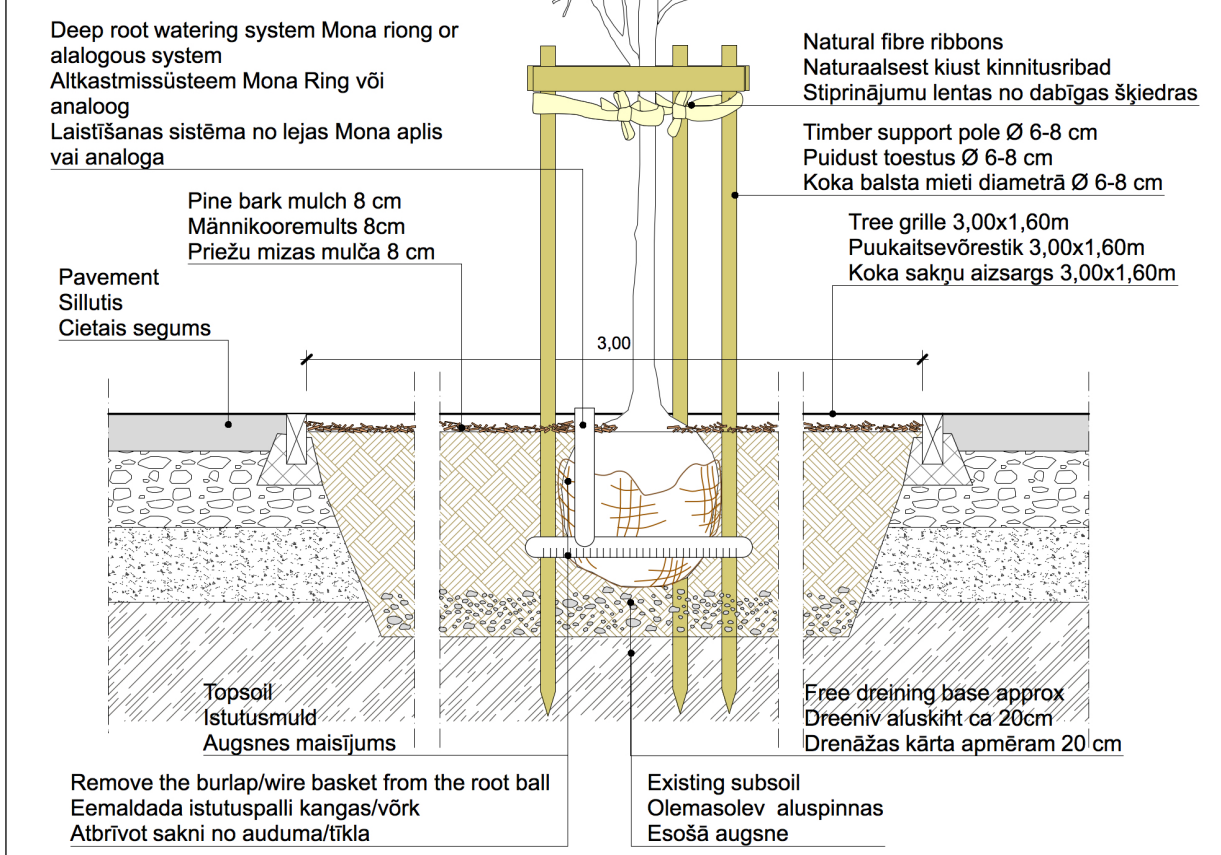 Deep root watering system Mona riong or
alalogous system
Altkastmissüsteem Mona Ring või
analoog
Laistīšanas sistēma no lejas Mona aplis
vai analoga
Natural fibre ribbons
Naturaalsest kiust kinnitusribad
Stiprinājumu lentas no dabīgas šķiedras
Timber support pole Ø 6-8 cm
Puidust toestus Ø 6-8 cm
Koka balsta mieti diametrā Ø 6-8 cm
Pine bark mulch 8 cm
Männikooremults 8cm
Priežu mizas mulča 8 cm
Tree grille 3,00x1,60m
Puukaitsevõrestik 3,00x1,60m
Koka sakņu aizsargs 3,00x1,60m
Pavement
Sillutis
Cietais segums
3,00
Topsoil
Istutusmuld
Augsnes maisījums
Free dreining base approx
Dreeniv aluskiht ca 20cm
Drenāžas kārta apmēram 20 cm
Remove the burlap/wire basket from the root ball
Eemaldada istutuspalli kangas/võrk
Atbrīvot sakni no auduma/tīkla
Existing subsoil
Olemasolev aluspinnas
Esošā augsne